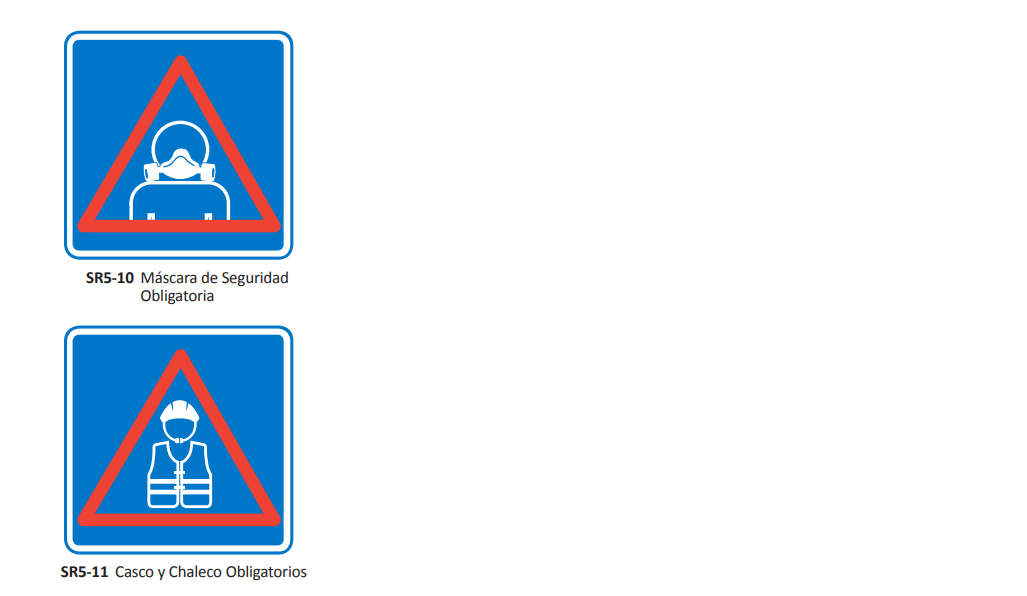 SR5-10 Máscara de Seguridad
Obligatoria
SR5-11 Casco y Chaleco Obligatorios